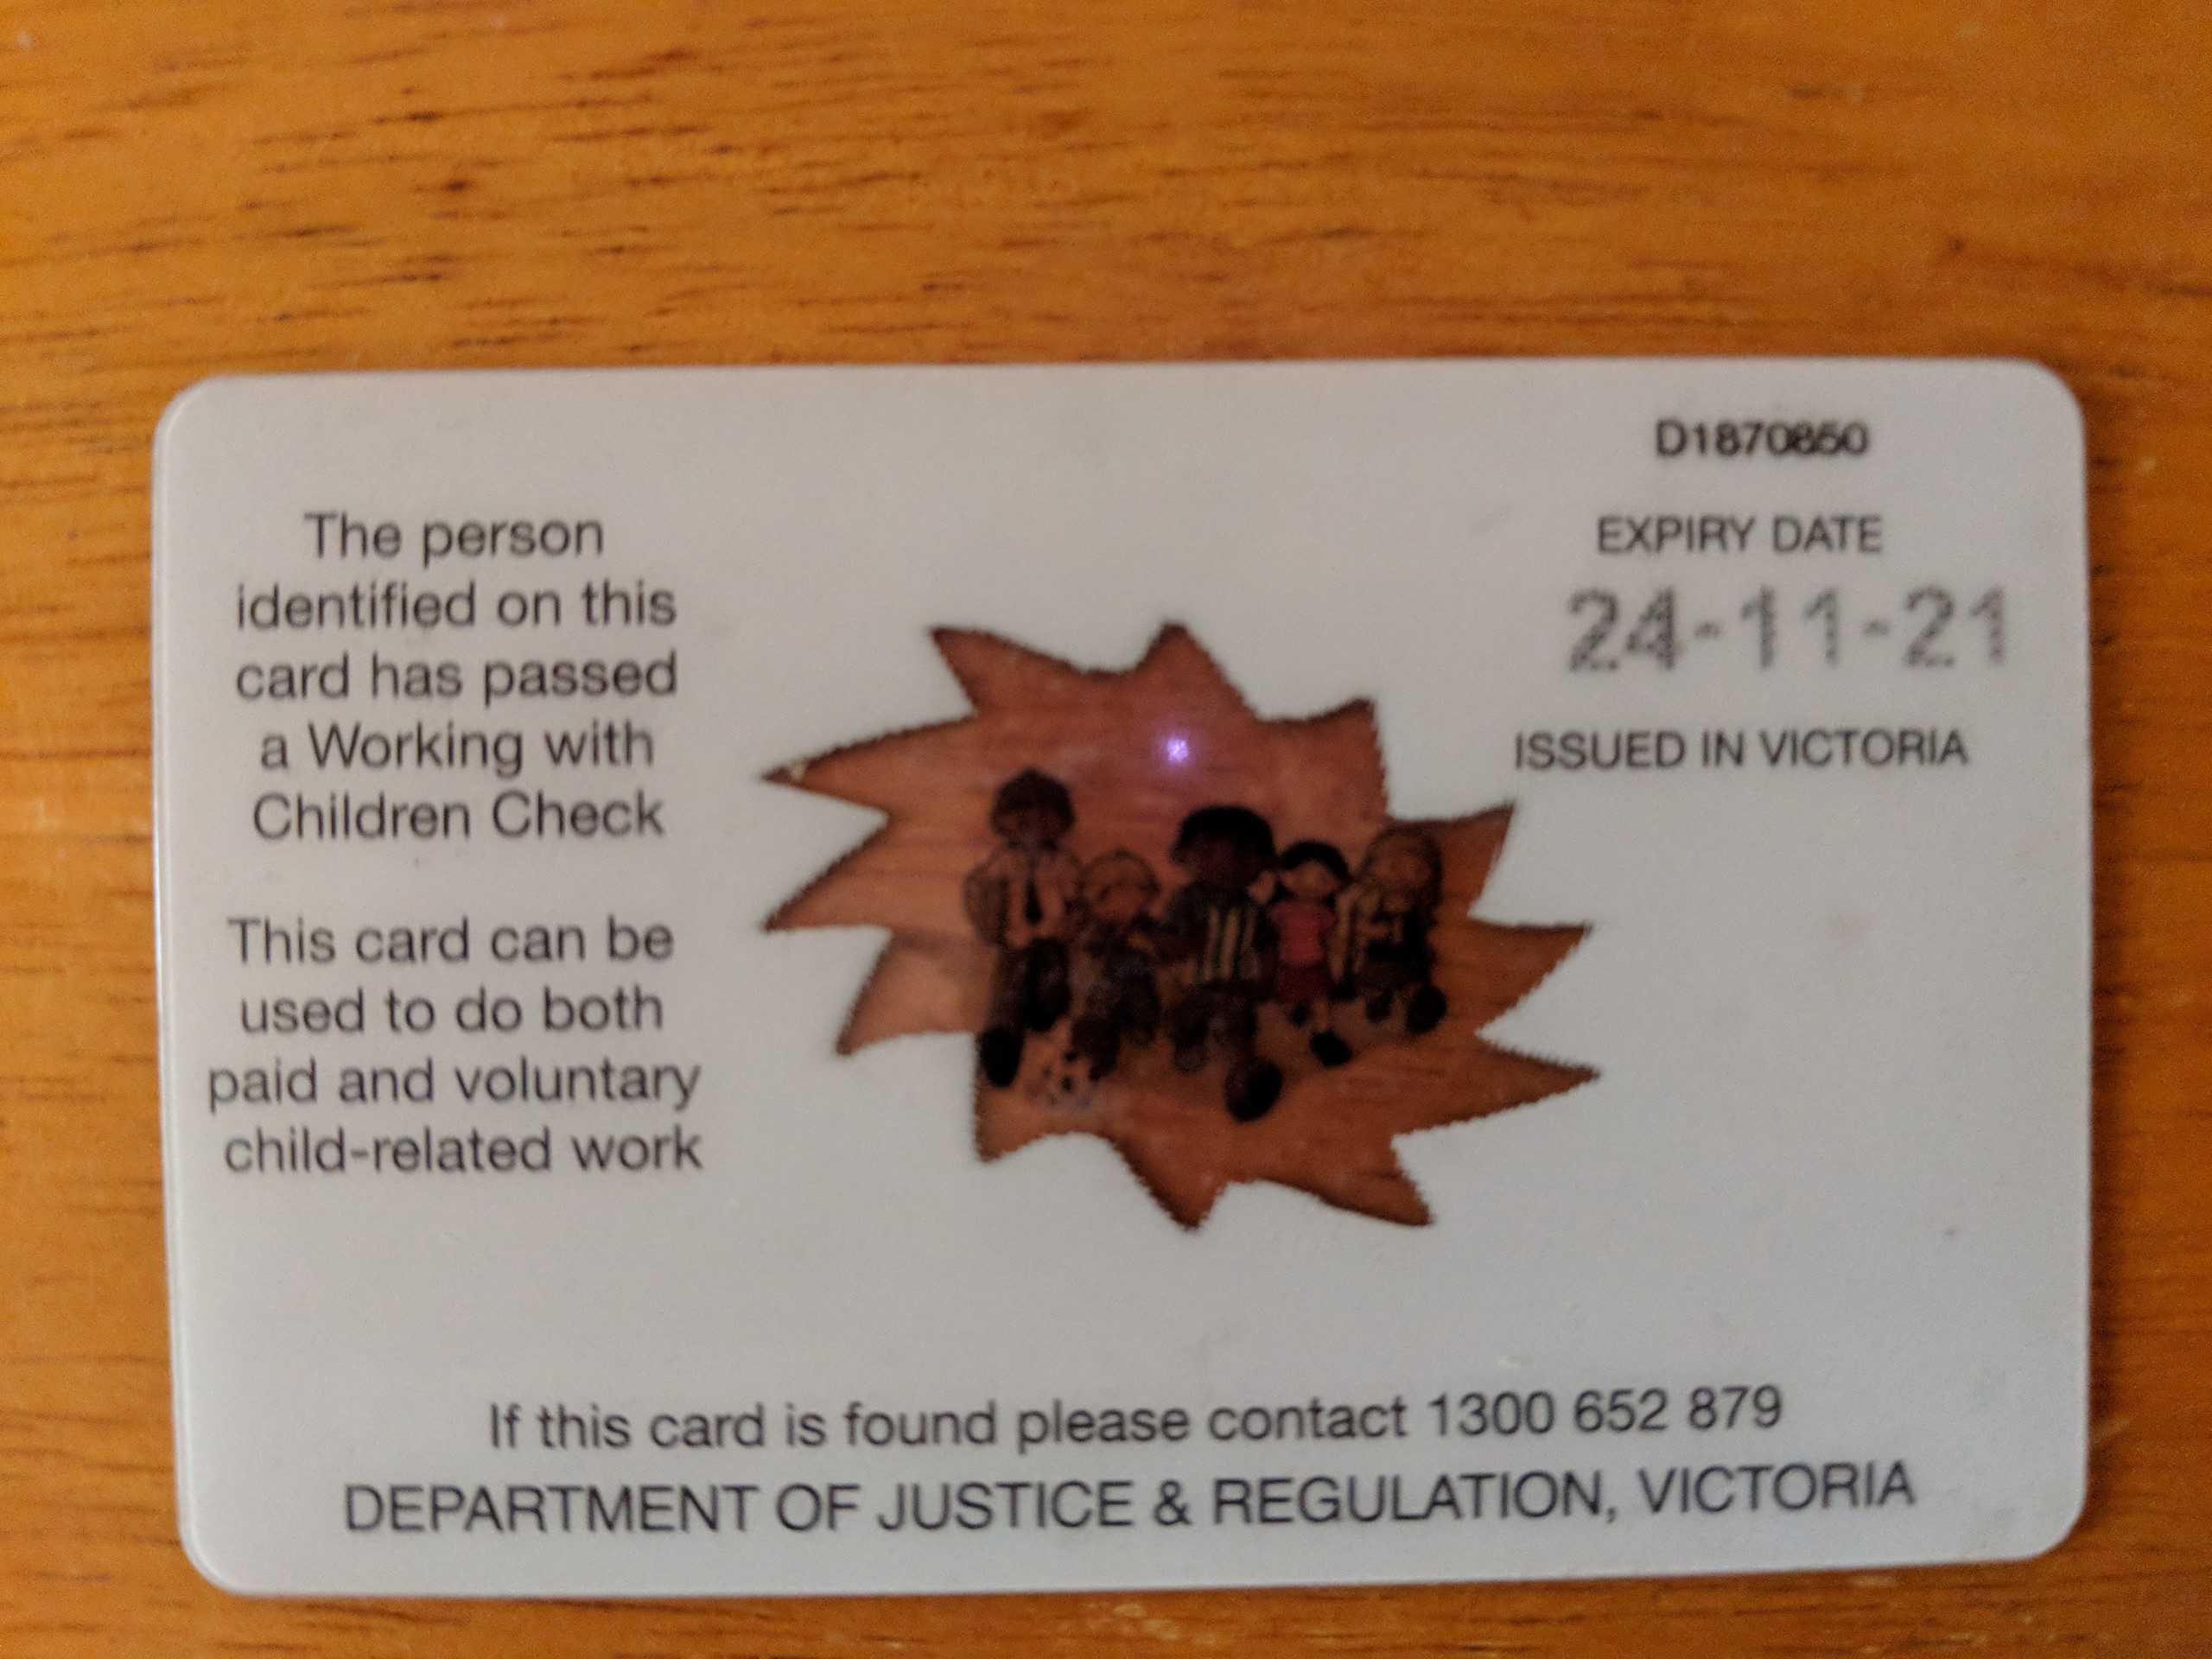 D1870850
EXPIRY DATE
24-11-21
ISSUED IN VICTORIA
The person
identified on this
card has passed
a Working with
Children Check
This card can be
used to do both
paid and voluntary
child-related work
If this card is found please contact 1300 652 879
DEPARTMENT OF JUSTICE & REGULATION, VICTORIA